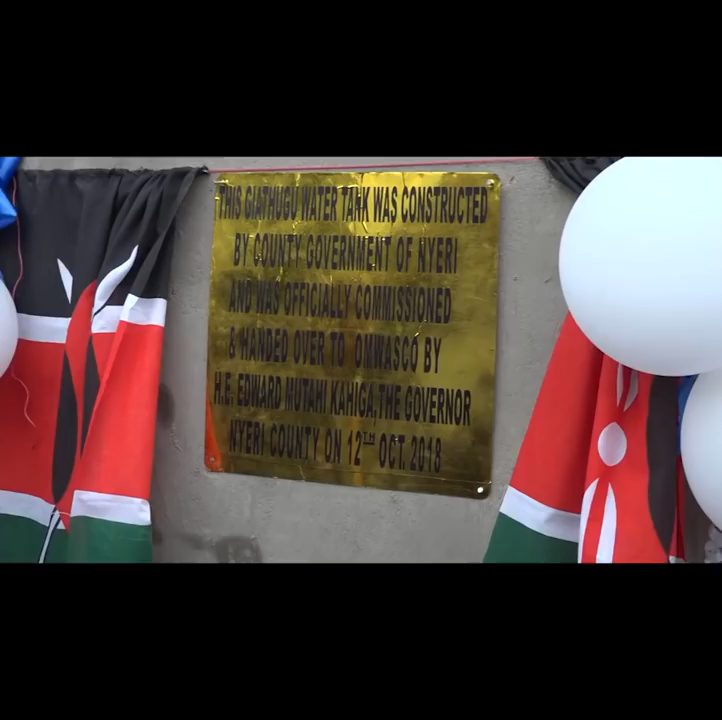 THIS GIATHUGU WATER TANK WAS CONSTRUCTED
BY COUNTY GOVERNMENT OF NYERI
AND WAS OFFICIALLY COMMISSIONED
& HANDED OVER TO OMWASCO BY
H.E. EDWARD MUTAHI KAHIGA, THE GOVERNOR
NYERI COUNTY ON 12TH OCT. 2018